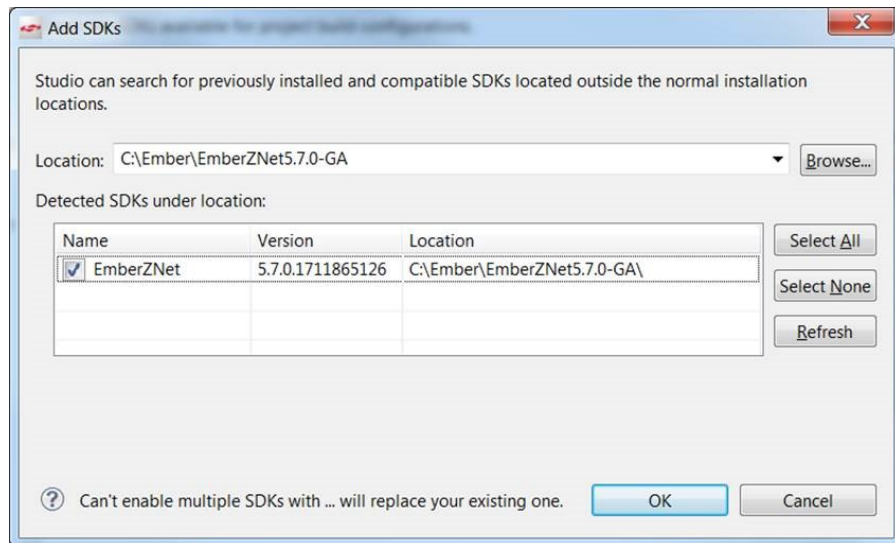 Add SDKs
Studio can search for previously installed and compatible SDKs located outside the normal installation
locations.
Location: C:\Ember\EmberZNet5.7.0-GA Browse...
Detected SDKs under location:
Name Version Location Select All
EmberZNet 5.7.0.1711865126 C:\Ember\EmberZNet5.7.0-GA\
Select None
Refresh
Can't enable multiple SDKs with ... will replace your existing one. OK Cancel